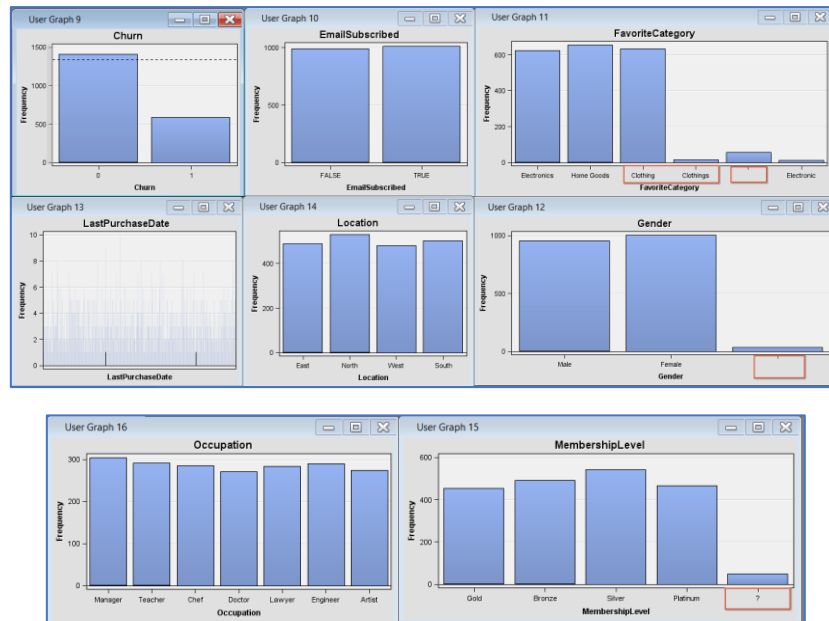 User Graph 9
Churn
Frequency
1500
1000
500
0
0 1
Churn
User Graph 10
EmailSubscribed
Frequency
1000
500
0
FALSE TRUE
EmailSubscribed
User Graph 11
FavoriteCategory
Frequency
600
400
200
0
Electronics Home Goods Clothing Clothings Electronic
FavoriteCategory
User Graph 13
LastPurchaseDate
Frequency
10
8
6
4
2
0
LastPurchaseDate
User Graph 14
Location
Frequency
400
200
0
East North West South
Location
User Graph 12
Gender
Frequency
1000
500
0
Male Female
Gender
User Graph 16
Occupation
Frequency
300
200
100
0
Manager Teacher Chef Doctor Lawyer Engineer Artist
Occupation
User Graph 15
MembershipLevel
Frequency
600
400
200
0
Gold Bronze Silver Platinum ?
MembershipLevel